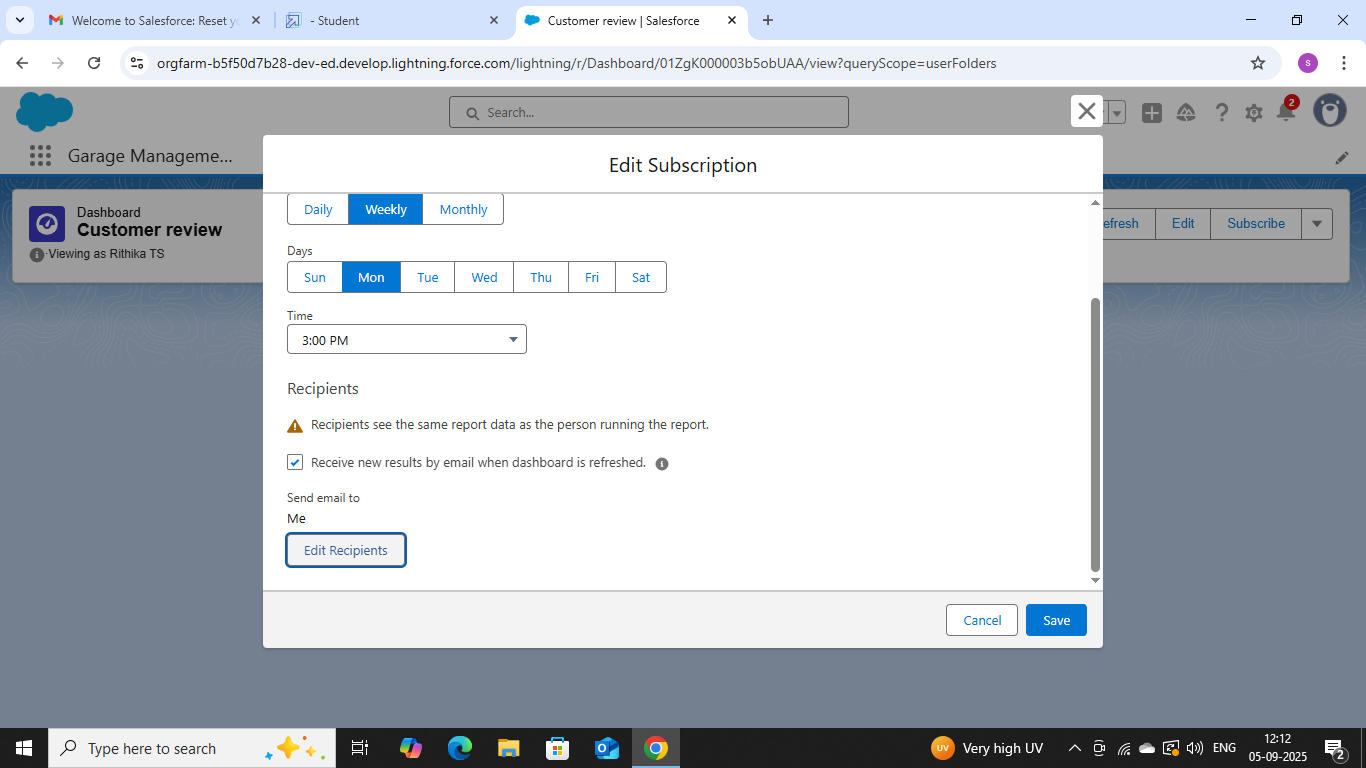 Welcome to Salesforce: Reset yo
- Student
Customer review | Salesforce
orgfarm-b5f50d7b28-dev-ed.develop.lightning.force.com/lightning/r/Dashboard/01ZgK000003b5obUAA/view?queryScope=userFolders
s
Search...
2
Garage Manageme...
Edit Subscription
Dashboard
Customer review
Viewing as Rithika TS
efresh
Edit
Subscribe
Daily
Weekly
Monthly
Days
Sun
Mon
Tue
Wed
Thu
Fri
Sat
Time
3:00 PM
Recipients
Recipients see the same report data as the person running the report.
Receive new results by email when dashboard is refreshed.
Send email to
Me
Edit Recipients
Cancel
Save
Type here to search
UV
Very high UV
ENG
12:12
05-09-2025
2